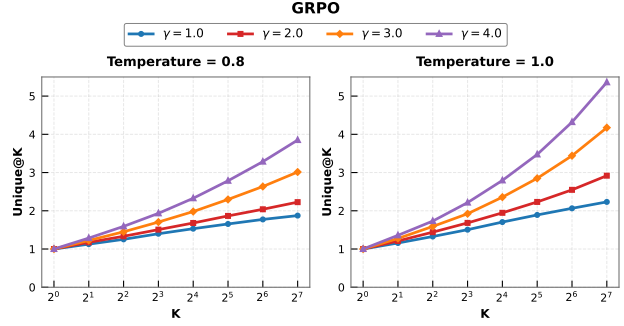 GRPO
γ = 1.0 γ = 2.0 γ = 3.0 γ = 4.0
Temperature = 0.8
Unique@K
5
4
3
2
1
0
2⁰ 2¹ 2² 2³ 2⁴ 2⁵ 2⁶ 2⁷
K
Temperature = 1.0
Unique@K
5
4
3
2
1
0
2⁰ 2¹ 2² 2³ 2⁴ 2⁵ 2⁶ 2⁷
K